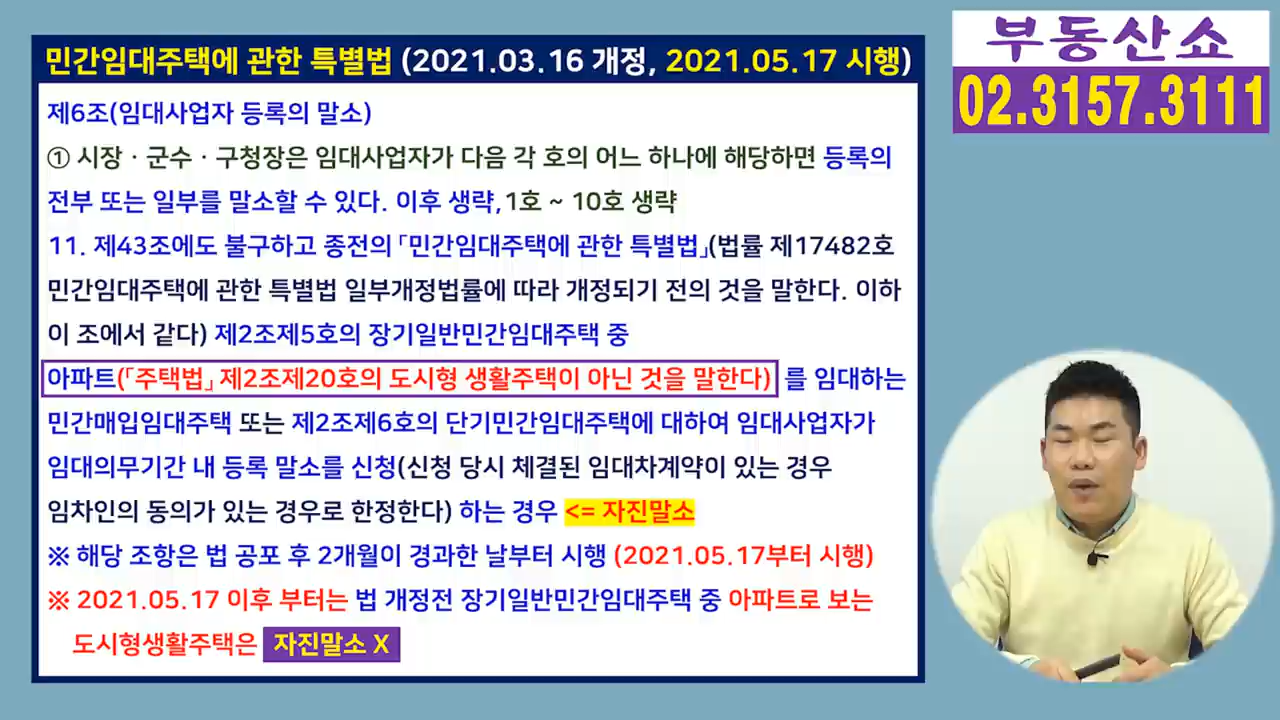 민간임대주택에 관한 특별법 (2021.03.16 개정, 2021.05.17 시행)
부동산쇼
02.3157.3111
제6조(임대사업자 등록의 말소)
① 시장 · 군수 · 구청장은 임대사업자가 다음 각 호의 어느 하나에 해당하면 등록의
전부 또는 일부를 말소할 수 있다. 이후 생략, 1호 ~ 10호 생략
11. 제43조에도 불구하고 종전의 「민간임대주택에 관한 특별법」(법률 제17482호
민간임대주택에 관한 특별법 일부개정법률에 따라 개정되기 전의 것을 말한다. 이하
이 조에서 같다) 제2조제5호의 장기일반민간임대주택 중
아파트(「주택법」 제2조제20호의 도시형 생활주택이 아닌 것을 말한다) 를 임대하는
민간매입임대주택 또는 제2조제6호의 단기민간임대주택에 대하여 임대사업자가
임대의무기간 내 등록 말소를 신청(신청 당시 체결된 임대차계약이 있는 경우
임차인의 동의가 있는 경우로 한정한다) 하는 경우 <= 자진말소
※ 해당 조항은 법 공포 후 2개월이 경과한 날부터 시행 (2021.05.17부터 시행)
※ 2021.05.17 이후 부터는 법 개정전 장기일반민간임대주택 중 아파트로 보는
도시형생활주택은 자진말소 X